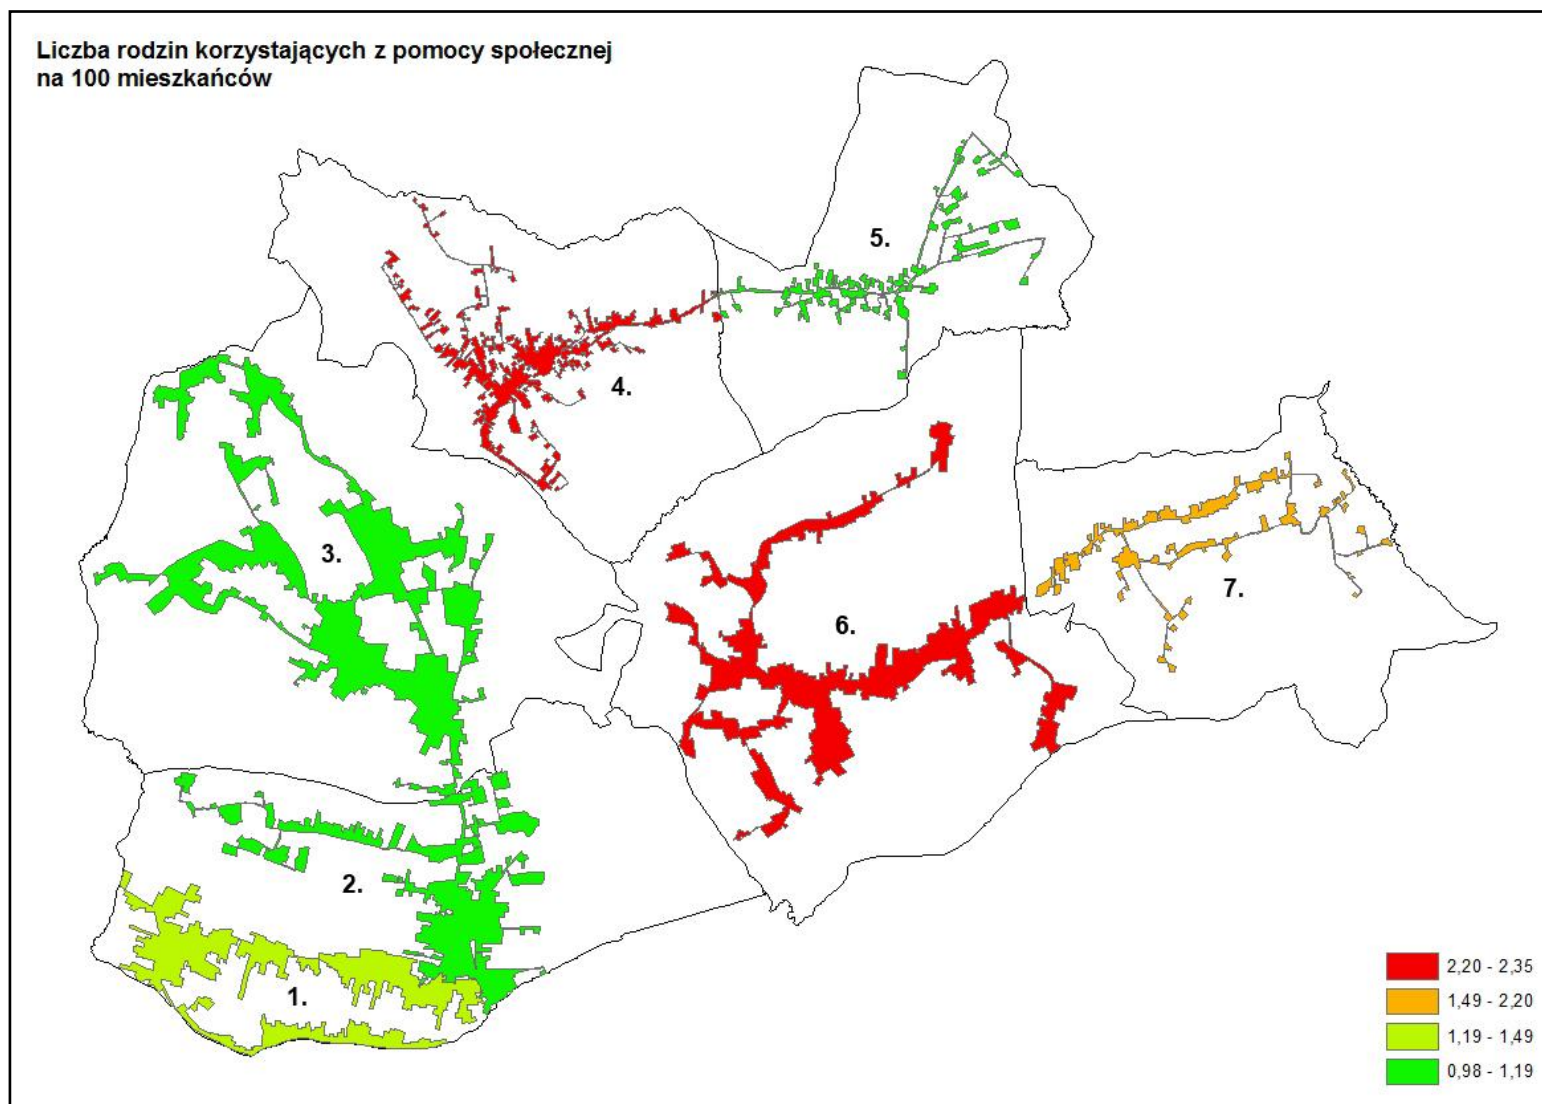 Liczba rodzin korzystających z pomocy społecznej
na 100 mieszkańców
5.
4.
3.
6.
7.
2.
1.
2,20 - 2,35
1,49 - 2,20
1,19 - 1,49
0,98 - 1,19